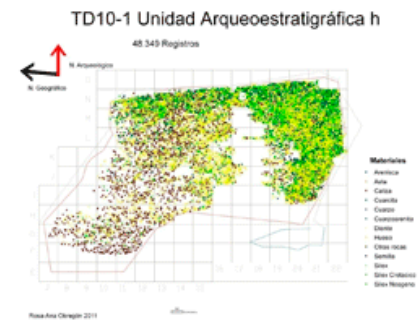 TD10-1 Unidad Arqueoestratigráfica h
48.349 Registros
N. Arqueológico
N. Geográfico
Materiales
Arenisca
Asta
Caliza
Cuarcita
Cuarzo
Diente
Hueso
Otras rocas
Semilla
Sílex
Sílex Cretácico
Sílex Neógeno
Rosa Ana Obregón 2011